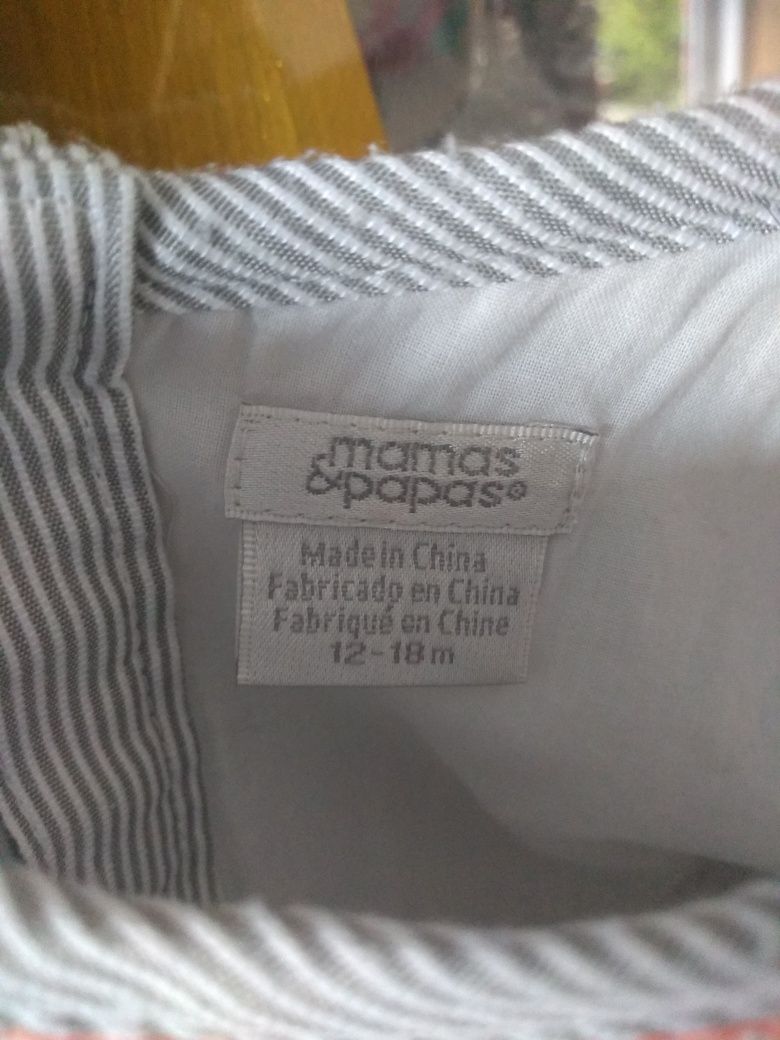 mamas
&papas®
Made in China
Fabricado en China
Fabriqué en Chine
12-18m